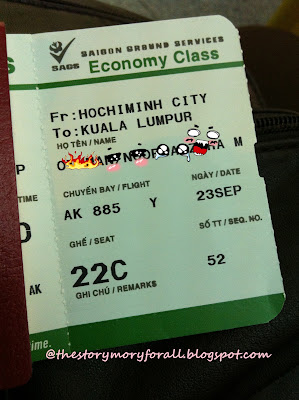 SAGS
SAIGON GROUND SERVICES
Economy Class
Fr:HOCHIMINH CITY
To:KUALA LUMPUR
HỌ TÊN / NAME
M
CHUYẾN BAY / FLIGHT
NGÀY / DATE
TIME
AK 885 Y
23SEP
GHẾ / SEAT
SỐ TT / SEQ. NO.
22C
52
AK
GHI CHÚ / REMARKS
ime.
@thestorymoryforall.blogspot.com